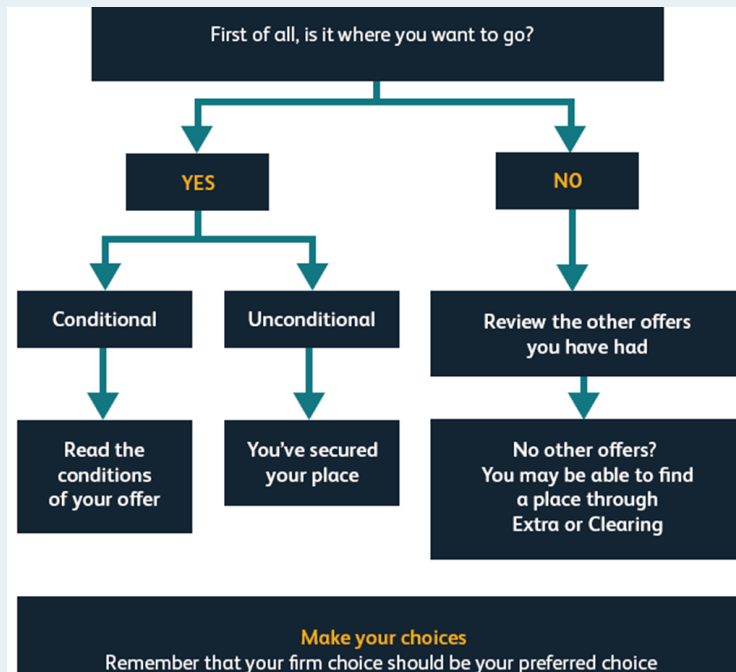 First of all, is it where you want to go?
YES
NO
Conditional
Unconditional
Review the other offers
you have had
Read the
conditions
of your offer
You've secured
your place
No other offers?
You may be able to find
a place through
Extra or Clearing
Make your choices
Remember that your firm choice should be your preferred choice